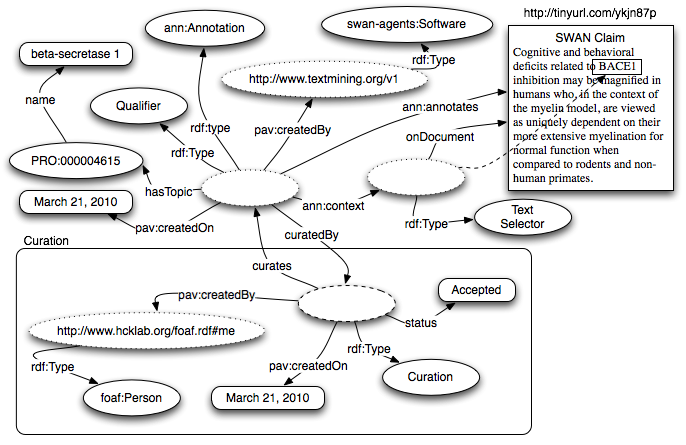 http://tinyurl.com/ykjn87p
ann:Annotation
swan-agents:Software
SWAN Claim
Cognitive and behavioral
deficits related to BACE1
inhibition may be magnified in
humans who, in the context of
the myelin model, are viewed
as uniquely dependent on their
more extensive myelination for
normal function when
compared to rodents and non-
human primates.
beta-secretase 1
rdf:Type
http://www.textmining.org/v1
name
Qualifier
ann:annotates
rdf:type
pav:createdBy
onDocument
rdf:Type
PRO:000004615
hasTopic
March 21, 2010
ann:context
pav:createdOn
rdf:Type
Text
Selector
curatedBy
Curation
curates
pav:createdBy
Accepted
status
http://www.hcklab.org/foaf.rdf#me
rdf:Type
rdf:Type
pav:createdOn
foaf:Person
March 21, 2010
Curation